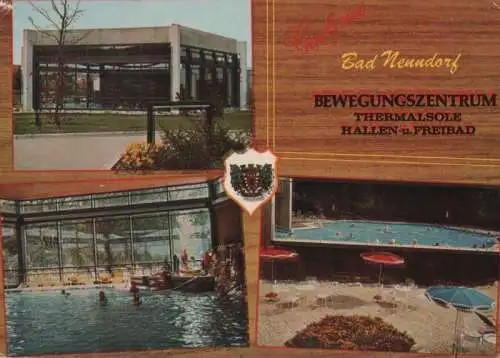 Bad Nenndorf
BEWEGUNGSZENTRUM
THERMALSOLE
HALLEN-u.FREIBAD